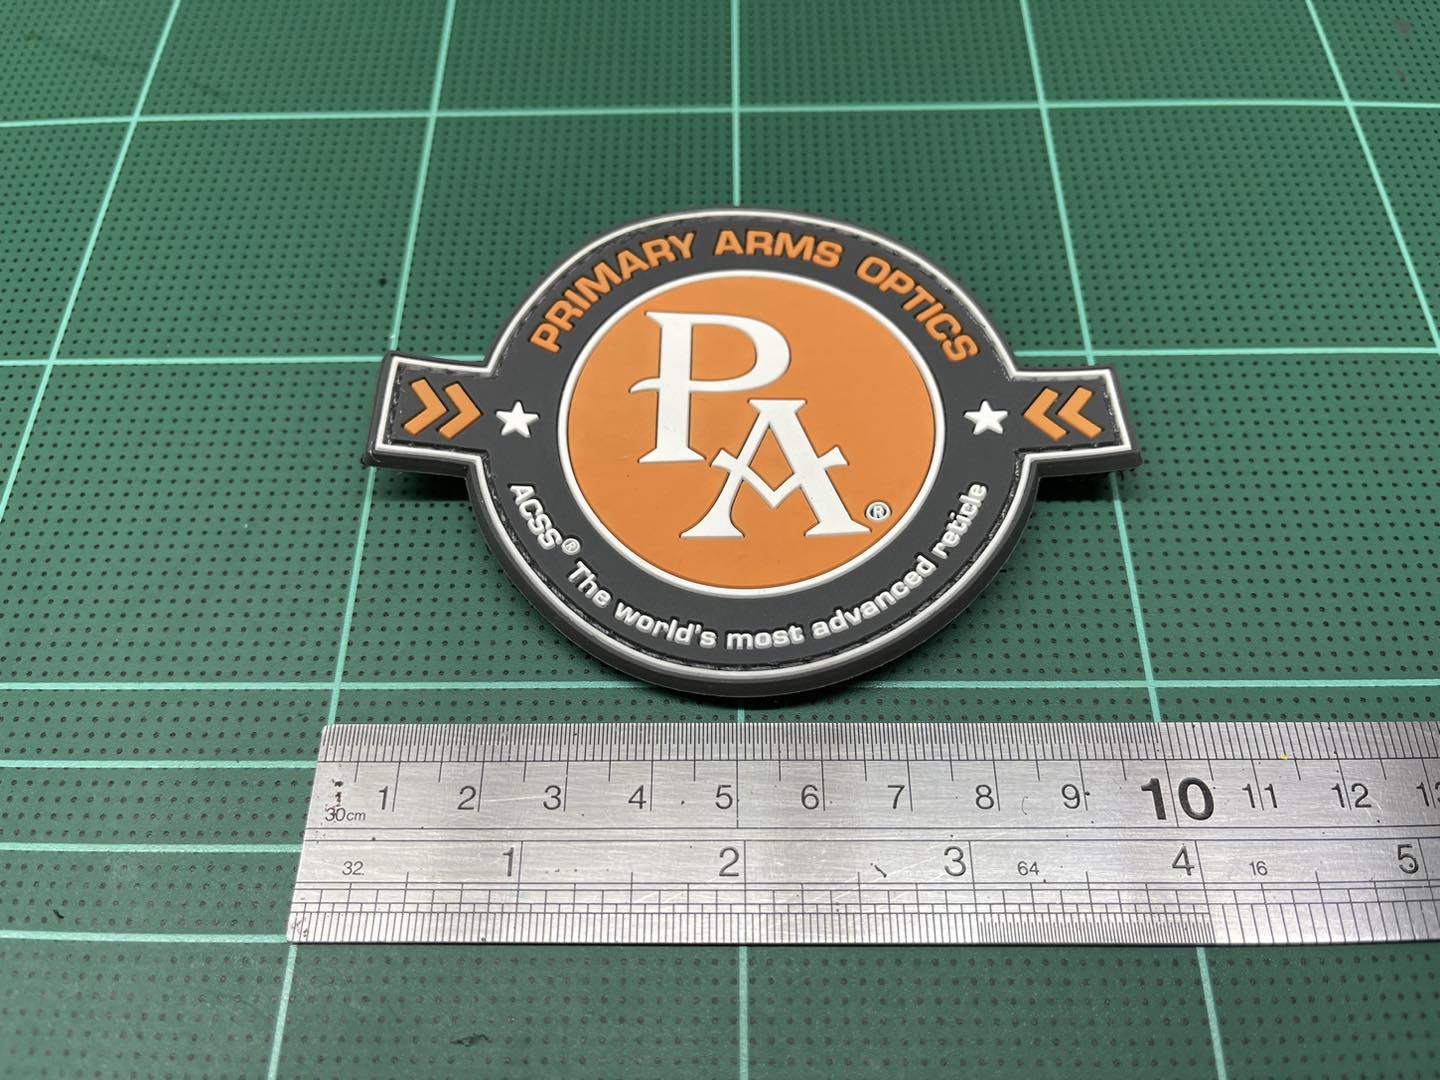 PRIMARY ARMS OPTICS
PA®
ACSS® The world's most advanced reticle
1 2 3 4 5 6 7 8 9 10 11 12
30cm
32 1 2 3 64 4 16 5